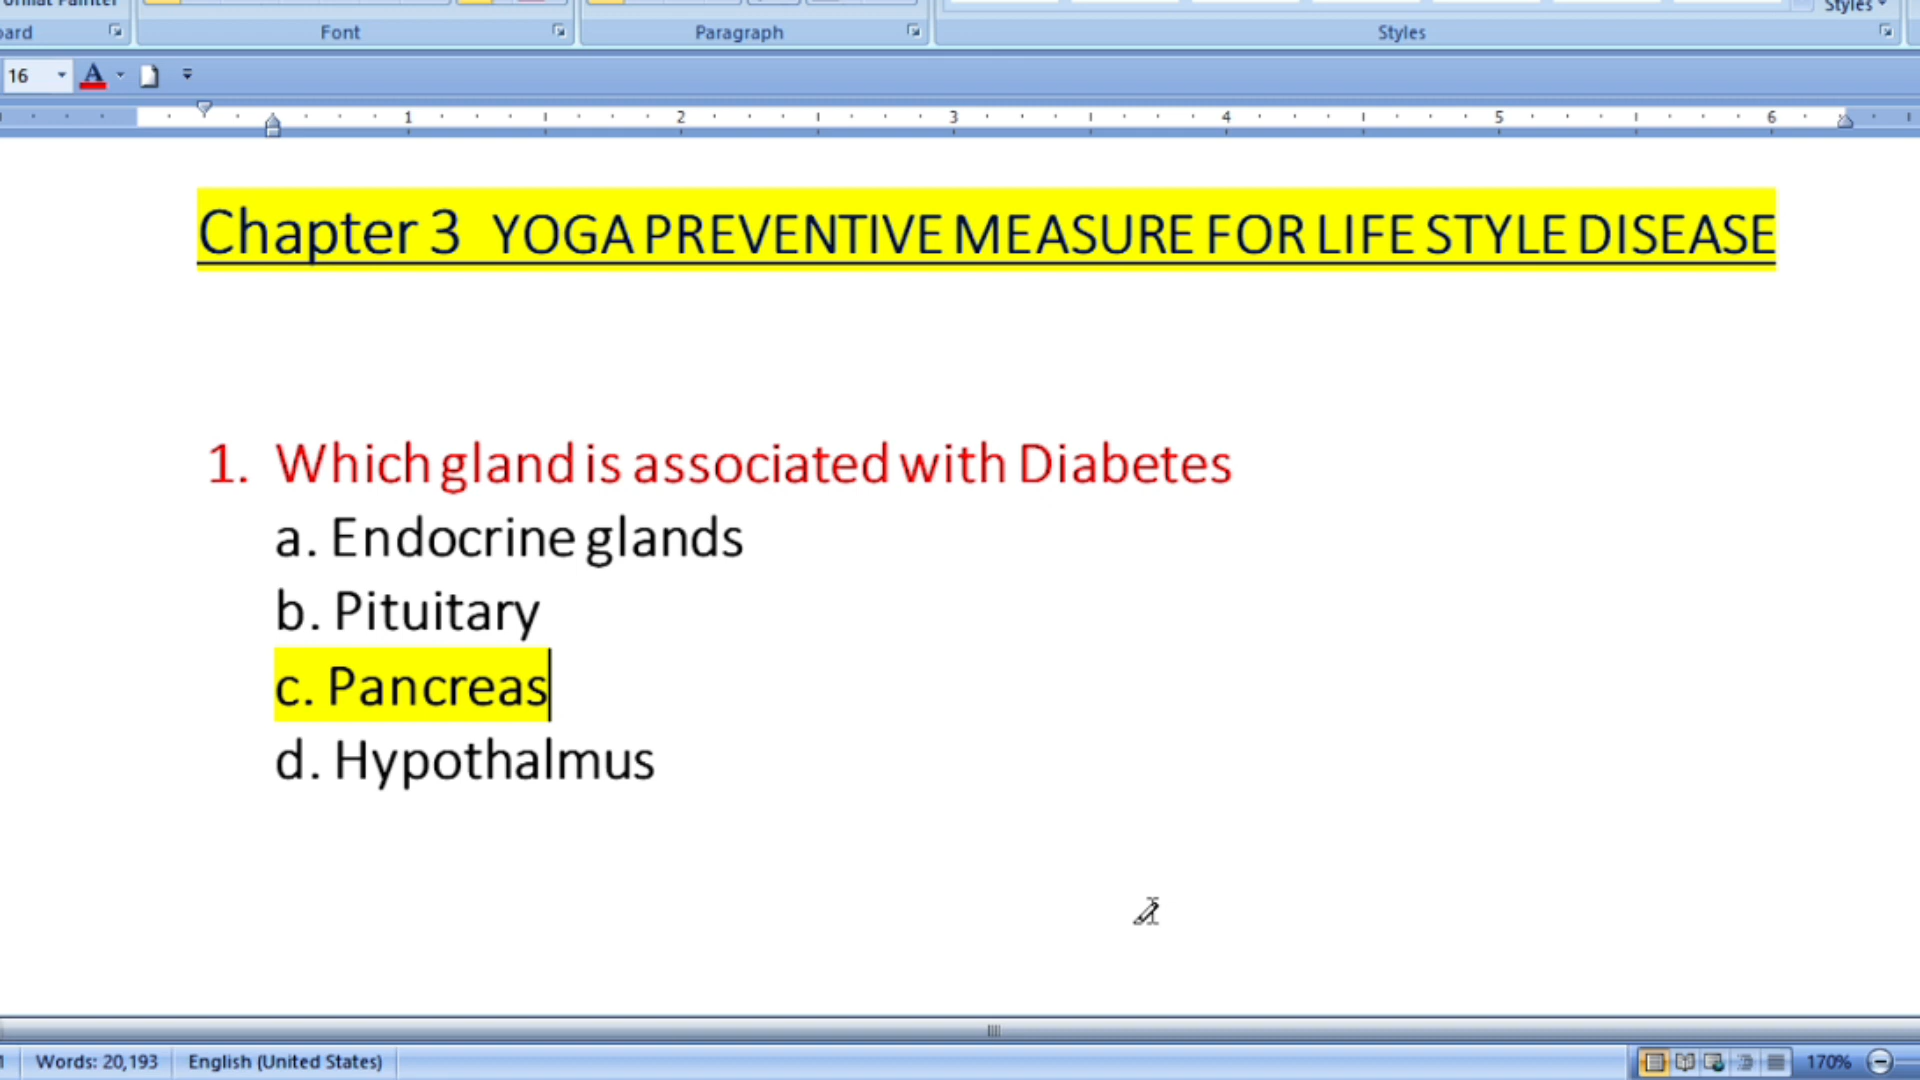 Styles
Font
Paragraph
Styles
16
1 2 3 4 5 6
Chapter 3 YOGA PREVENTIVE MEASURE FOR LIFE STYLE DISEASE
1. Which gland is associated with Diabetes
a. Endocrine glands
b. Pituitary
c. Pancreas
d. Hypothalmus
Words: 20,193 English (United States) 170%